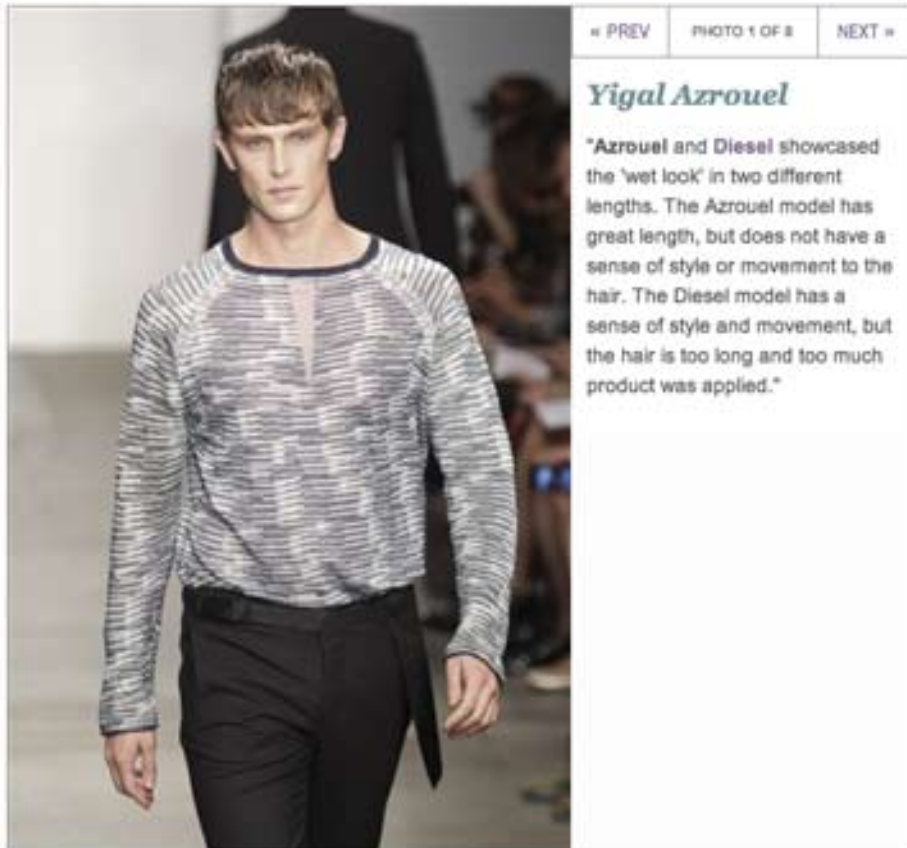 « PREV
PHOTO 1 OF 8
NEXT »
Yigal Azrouel
"Azrouel and Diesel showcased
the 'wet look' in two different
lengths. The Azrouel model has
great length, but does not have a
sense of style or movement to the
hair. The Diesel model has a
sense of style and movement, but
the hair is too long and too much
product was applied."